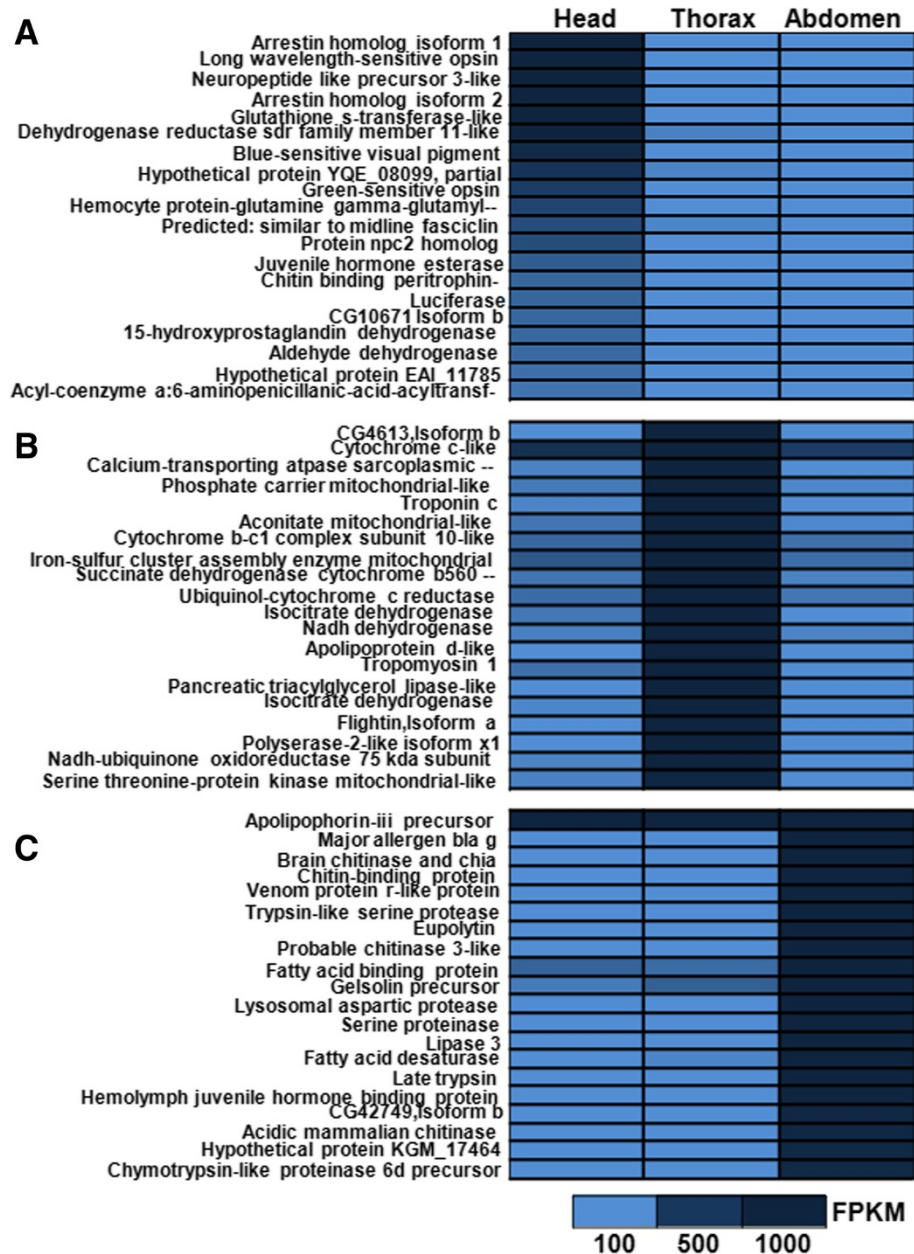 A
Head Thorax Abdomen
Arrestin homolog isoform 1
Long wavelength-sensitive opsin
Neuropeptide like precursor 3-like
Arrestin homolog isoform 2
Glutathione s-transferase-like
Dehydrogenase reductase sdr family member 11-like
Blue-sensitive visual pigment
Hypothetical protein YQE_08099, partial
Green-sensitive opsin
Hemocyte protein-glutamine gamma-glutamyl--
Predicted: similar to midline fasciclin
Protein npc2 homolog
Juvenile hormone esterase
Chitin binding peritrophin-
Luciferase
CG10671 Isoform b
15-hydroxyprostaglandin dehydrogenase
Aldehyde dehydrogenase
Hypothetical protein EAI_11785
Acyl-coenzyme a:6-aminopenicillanic-acid-acyltransf-
B
CG4613,Isoform b
Cytochrome c-like
Calcium-transporting atpase sarcoplasmic --
Phosphate carrier mitochondrial-like
Troponin c
Aconitate mitochondrial-like
Cytochrome b-c1 complex subunit 10-like
Iron-sulfur cluster assembly enzyme mitochondrial
Succinate dehydrogenase cytochrome b560 --
Ubiquinol-cytochrome c reductase
Isocitrate dehydrogenase
Nadh dehydrogenase
Apolipoprotein d-like
Tropomyosin 1
Pancreatic triacylglycerol lipase-like
Isocitrate dehydrogenase
Flightin,Isoform a
Polyserase-2-like isoform x1
Nadh-ubiquinone oxidoreductase 75 kda subunit
Serine threonine-protein kinase mitochondrial-like
C
Apolipophorin-iii precursor
Major allergen bla g
Brain chitinase and chia
Chitin-binding protein
Venom protein r-like protein
Trypsin-like serine protease
Eupolytin
Probable chitinase 3-like
Fatty acid binding protein
Gelsolin precursor
Lysosomal aspartic protease
Serine proteinase
Lipase 3
Fatty acid desaturase
Late trypsin
Hemolymph juvenile hormone binding protein
CG42749,Isoform b
Acidic mammalian chitinase
Hypothetical protein KGM_17464
Chymotrypsin-like proteinase 6d precursor
FPKM
100 500 1000